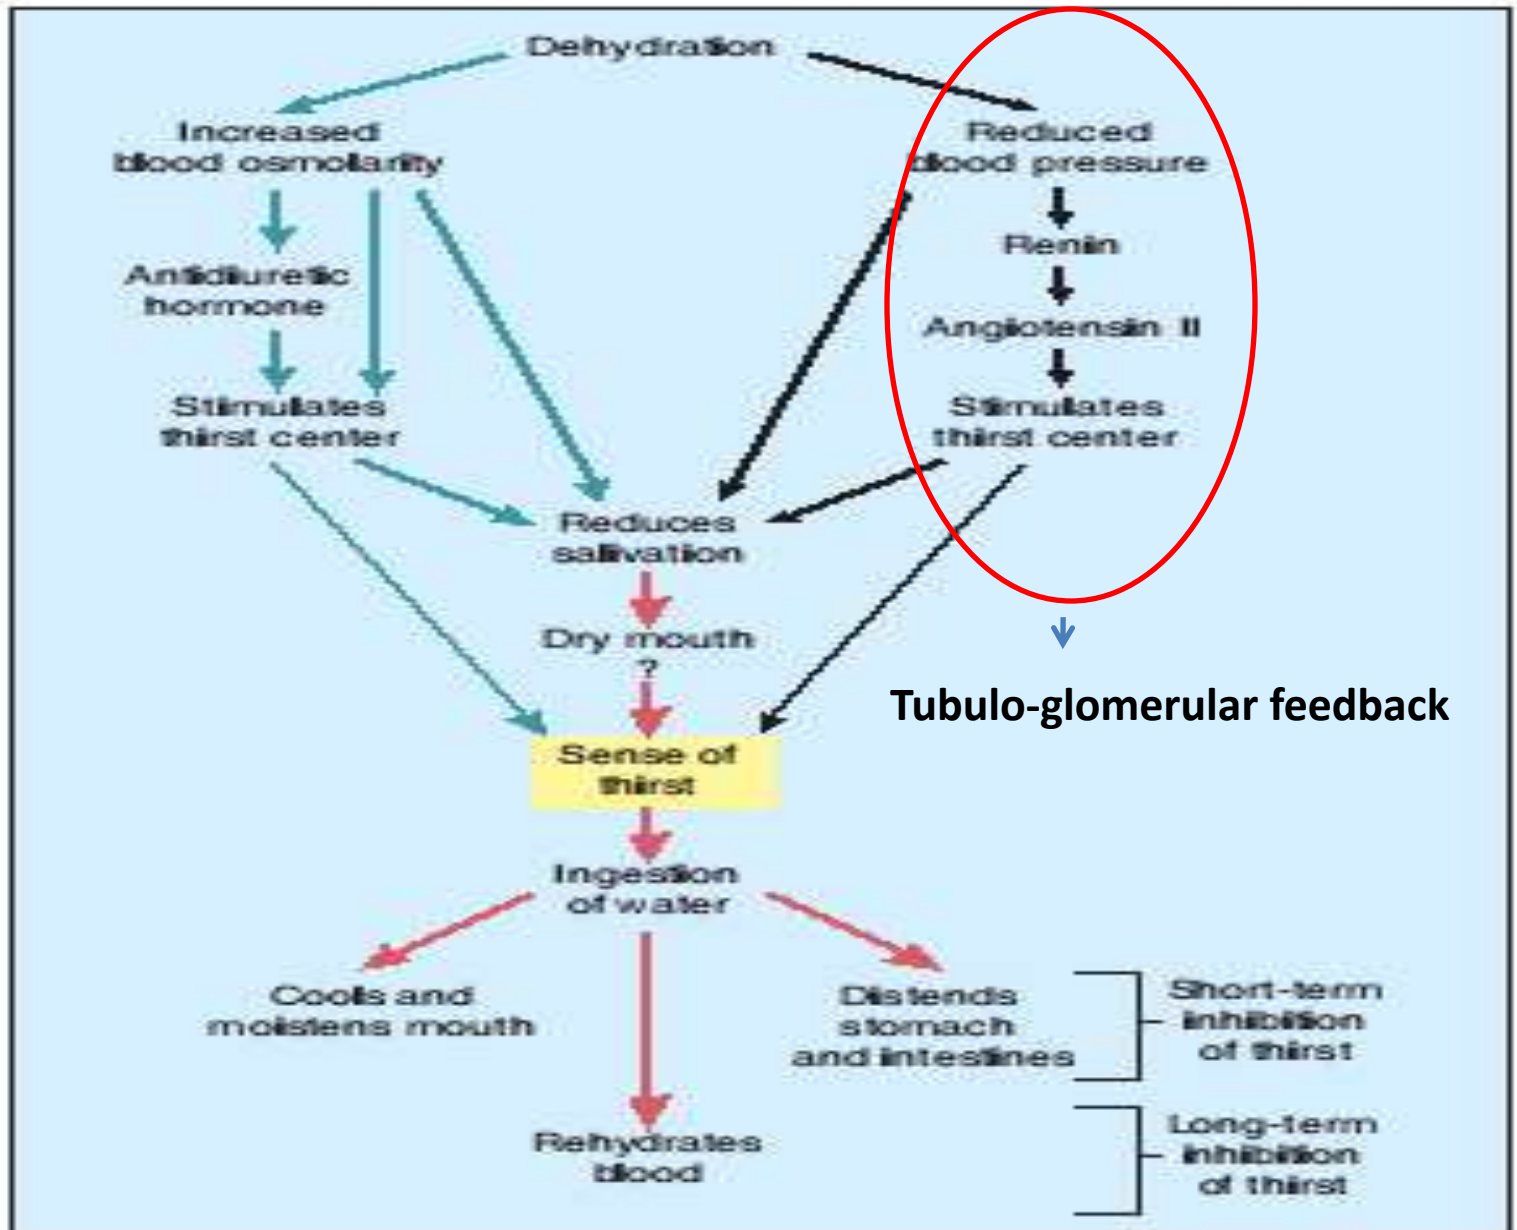 Dehydration
Increased
blood osmolarity
Reduced
blood pressure
Renin
Antidiuretic
hormone
Angiotensin II
Stimulates
thirst center
Stimulates
thirst center
Reduces
salivation
Dry mouth
?
Tubulo-glomerular feedback
Sense of
thirst
Ingestion
of water
Cools and
moistens mouth
Distends
stomach
and intestines
Short-term
inhibition
of thirst
Rehydrates
blood
Long-term
inhibition
of thirst